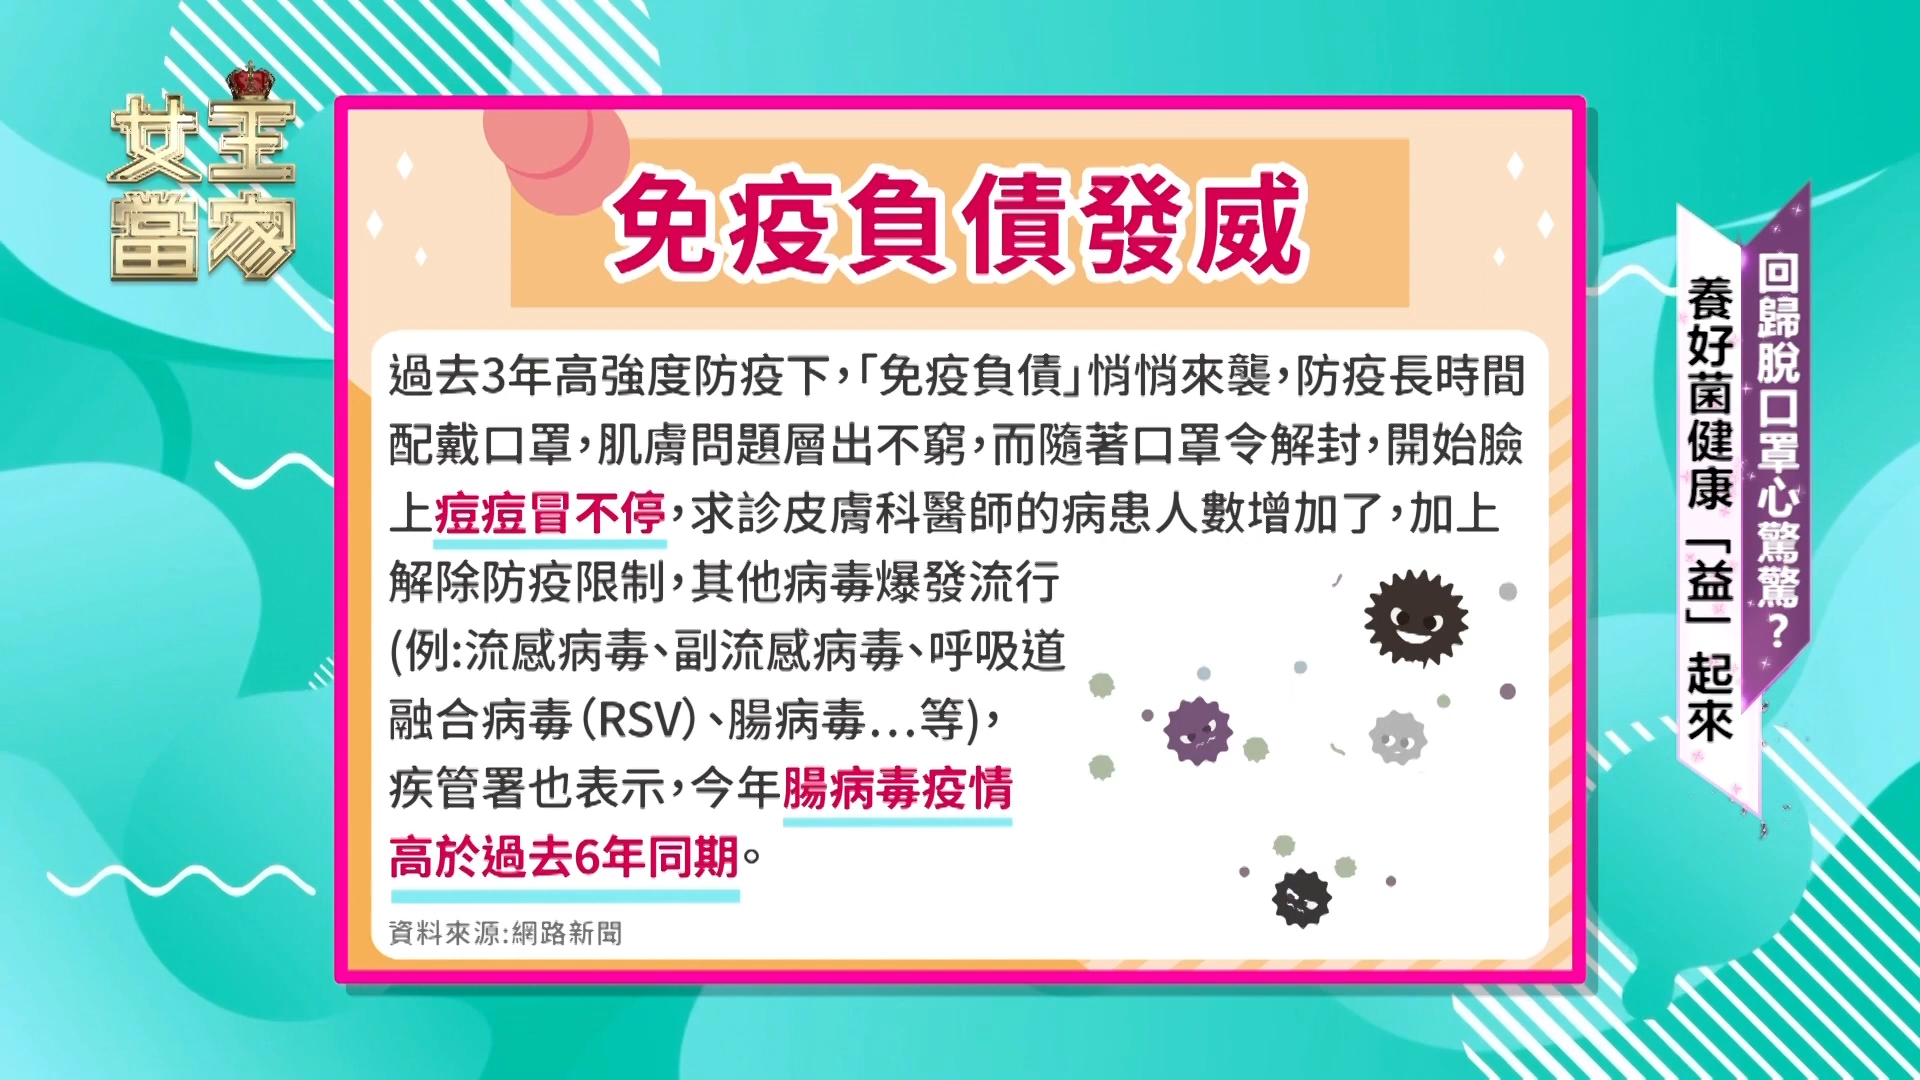 女王
當家
免疫負債發威
過去3年高強度防疫下，「免疫負債」悄悄來襲，防疫長時間
配戴口罩，肌膚問題層出不窮，而隨著口罩令解封，開始臉
上痘痘冒不停，求診皮膚科醫師的病患人數增加了，加上
解除防疫限制，其他病毒爆發流行
(例:流感病毒、副流感病毒、呼吸道
融合病毒（RSV）、腸病毒…等)，
疾管署也表示，今年腸病毒疫情
高於過去6年同期。
資料來源:網路新聞
回歸脫口罩心驚驚？
養好菌健康「益」起來